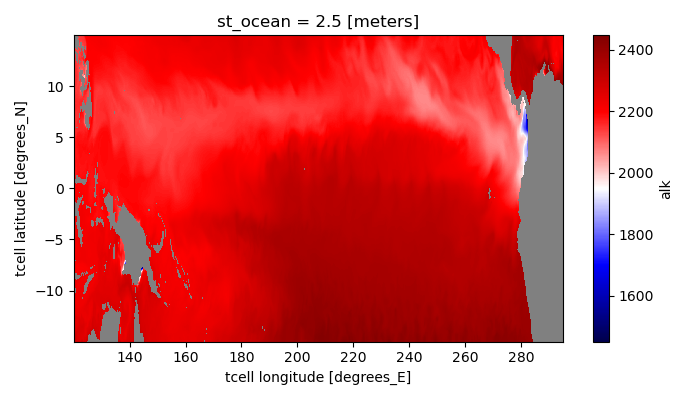 st_ocean = 2.5 [meters]
10
5
0
−5
−10
tcell latitude [degrees_N]
140 160 180 200 220 240 260 280
tcell longitude [degrees_E]
2400
2200
2000
1800
1600
alk